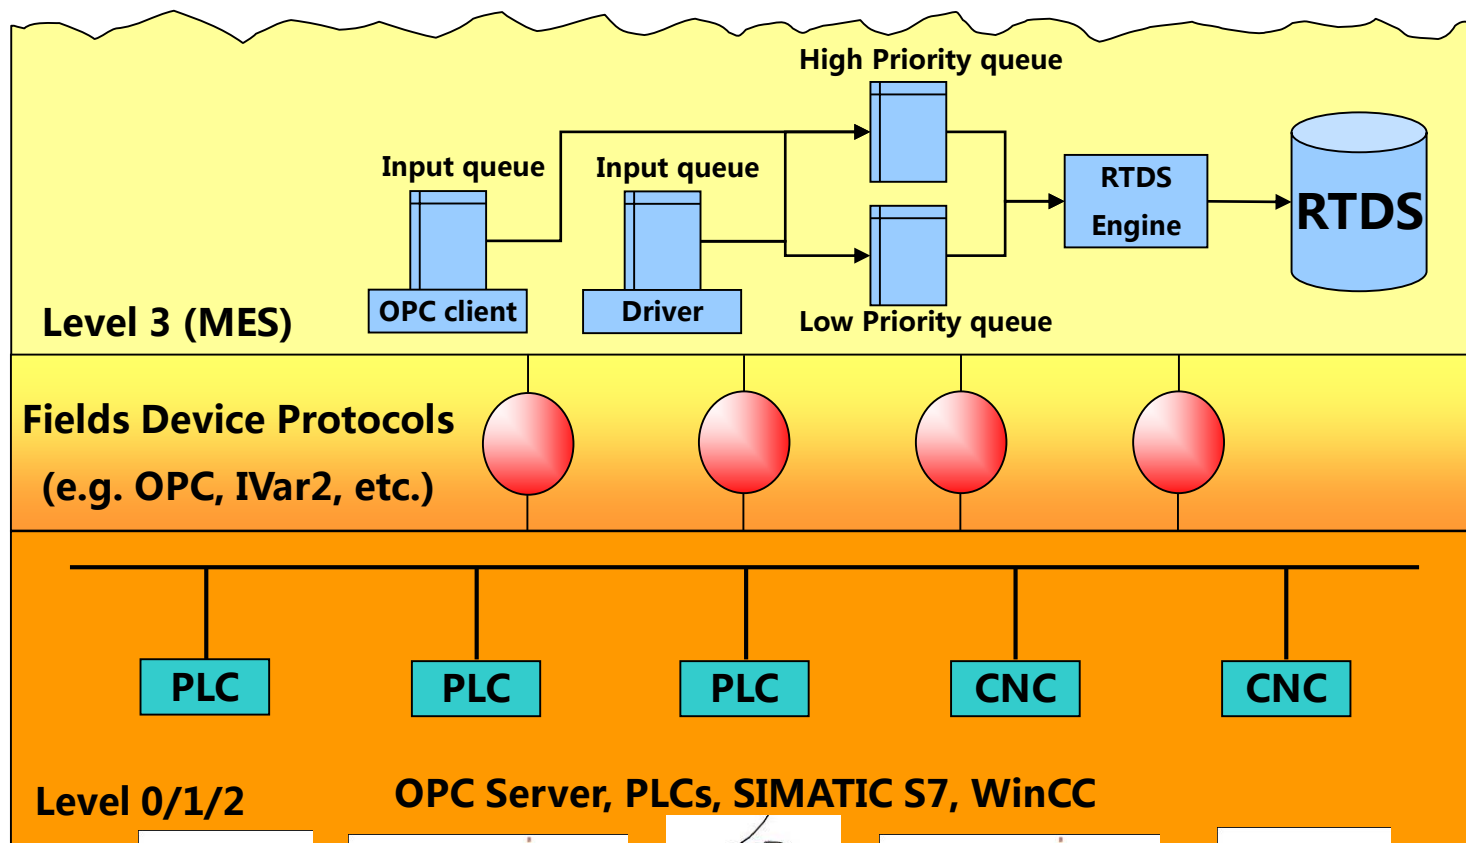 High Priority queue
Input queue
Input queue
RTDS
Engine
RTDS
OPC client
Driver
Low Priority queue
Level 3 (MES)
Fields Device Protocols
(e.g. OPC, IVar2, etc.)
PLC
PLC
PLC
CNC
CNC
OPC Server, PLCs, SIMATIC S7, WinCC
Level 0/1/2